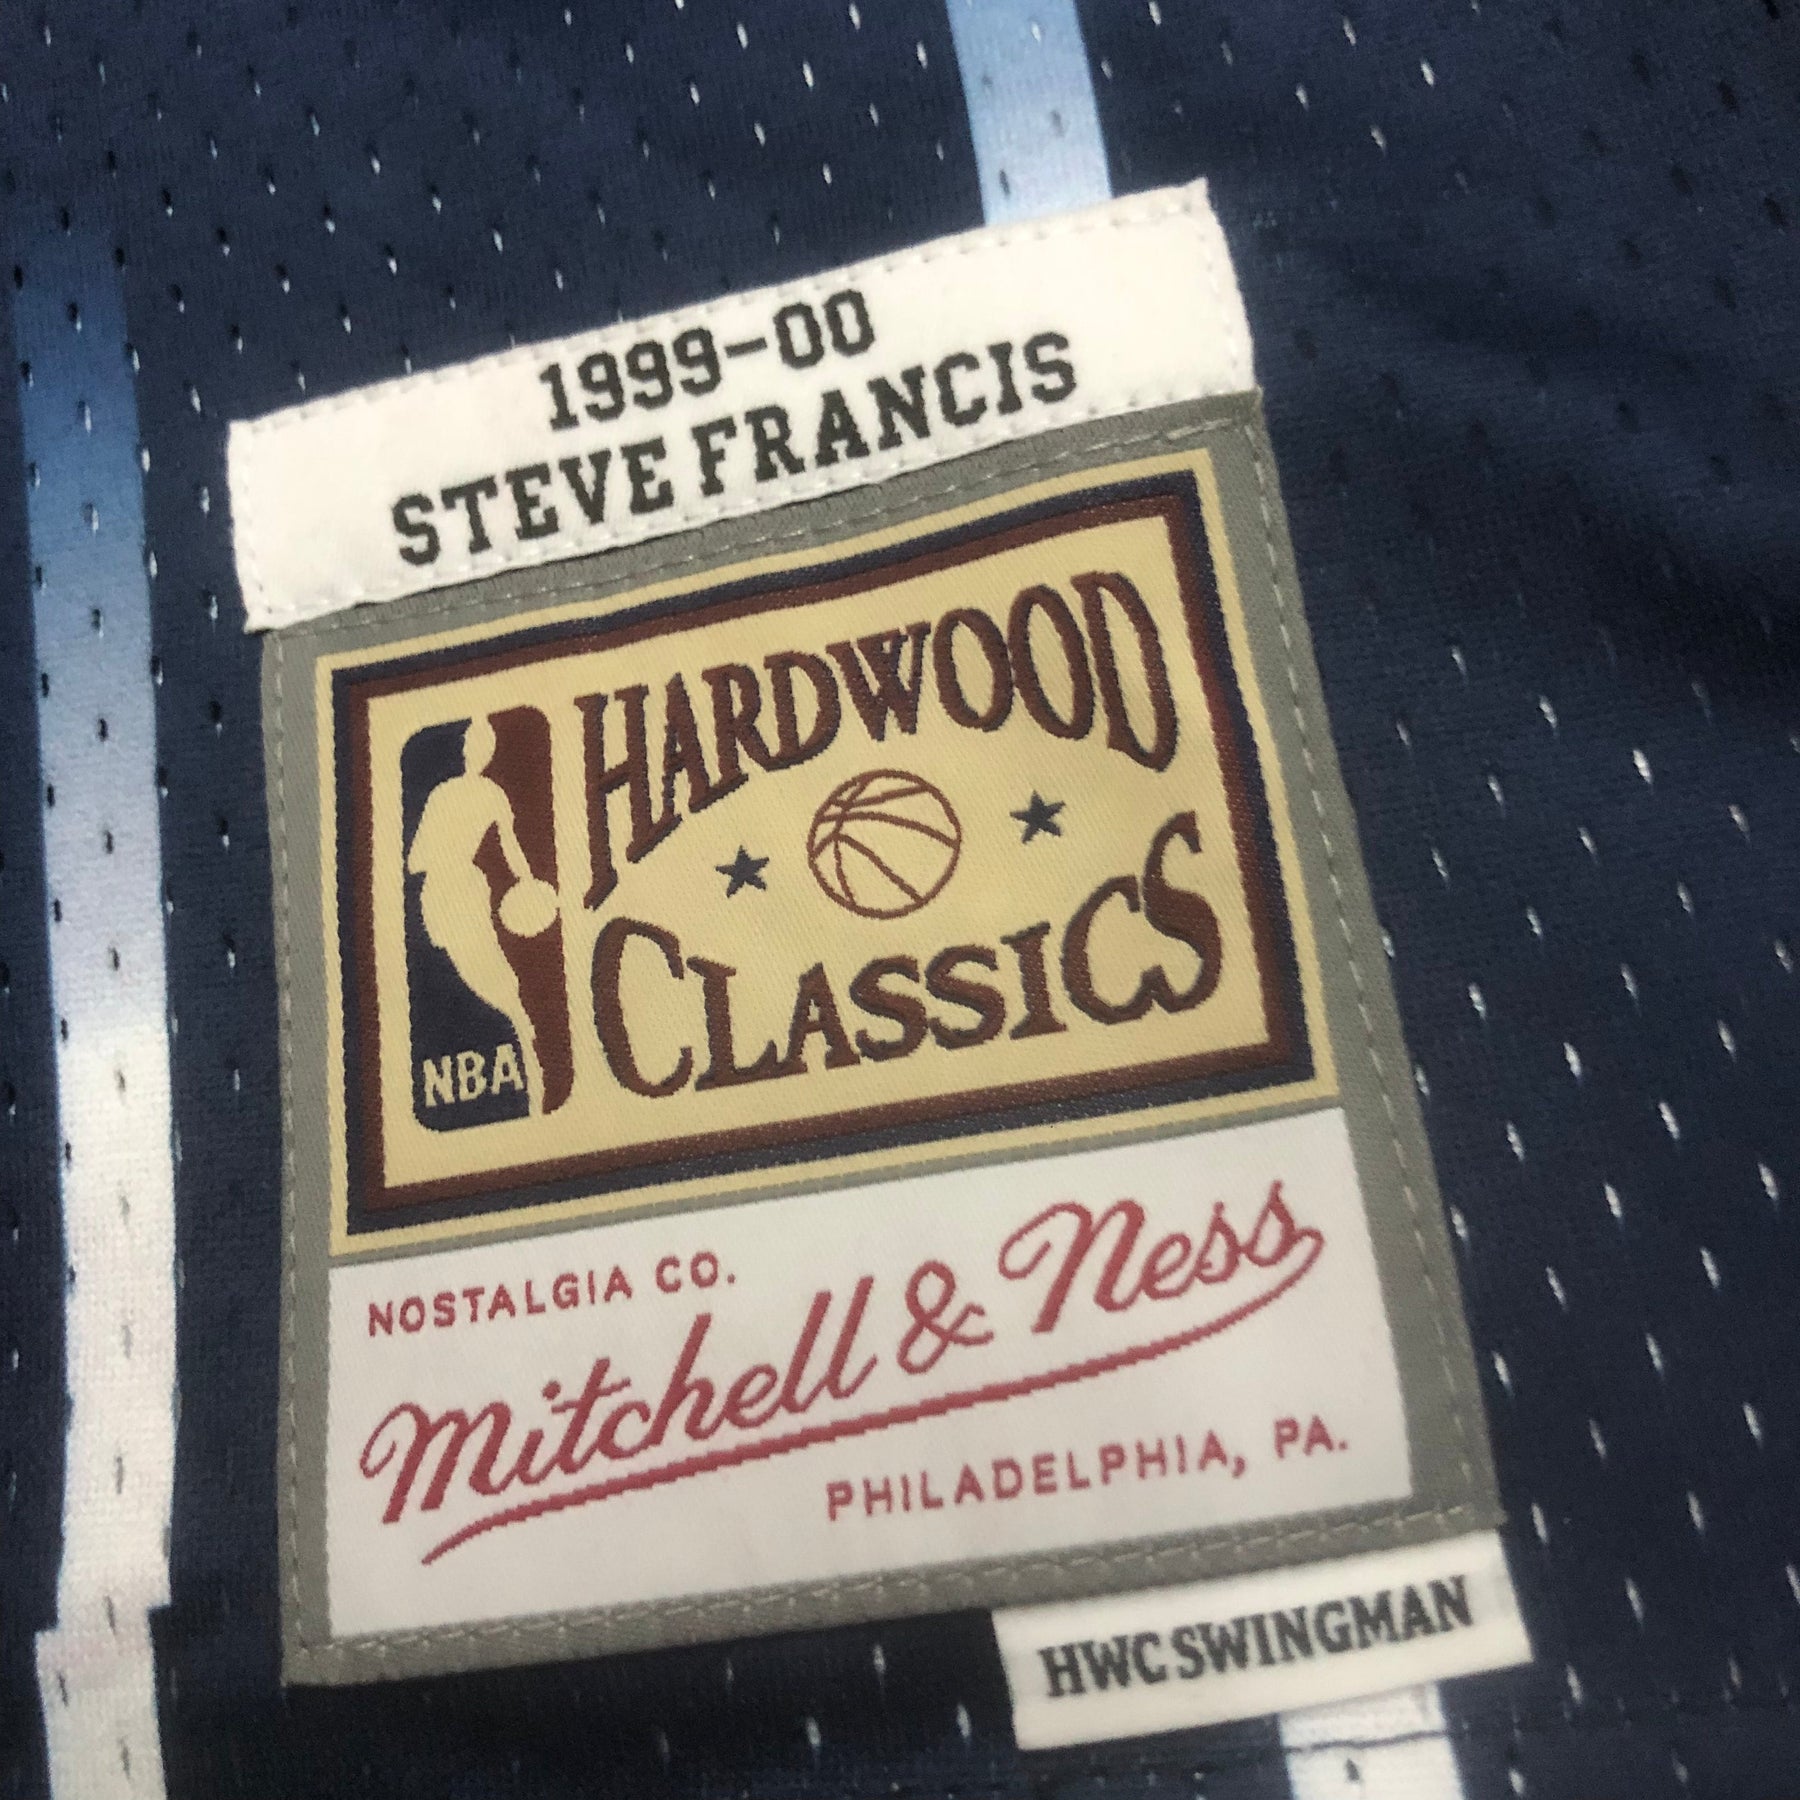 1999-00
STEVE FRANCIS
HARDWOOD
CLASSICS
NBA
NOSTALGIA CO.
Mitchell & Ness
PHILADELPHIA, PA.
HWC SWINGMAN